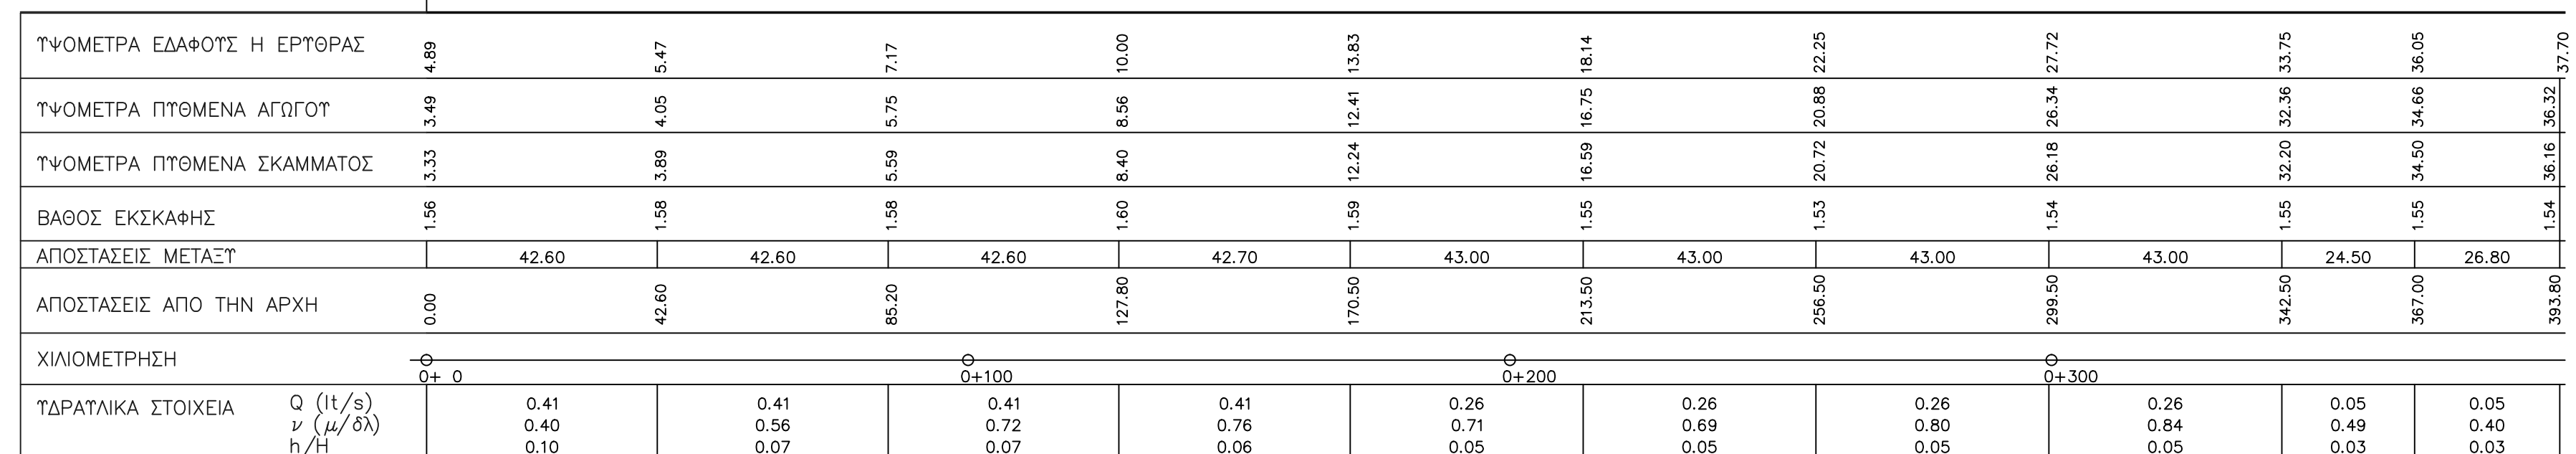 ΥΨΟΜΕΤΡΑ ΕΔΑΦΟΥΣ Η ΕΡΥΘΡΑΣ 4.89 5.47 7.17 10.00 13.83 18.14 22.25 27.72 33.75 36.05 37.70
ΥΨΟΜΕΤΡΑ ΠΥΘΜΕΝΑ ΑΓΩΓΟΥ 3.49 4.05 5.75 8.56 12.41 16.75 20.88 26.34 32.36 34.66 36.32
ΥΨΟΜΕΤΡΑ ΠΥΘΜΕΝΑ ΣΚΑΜΜΑΤΟΣ 3.33 3.89 5.59 8.40 12.24 16.59 20.72 26.18 32.20 34.50 36.16
ΒΑΘΟΣ ΕΚΣΚΑΦΗΣ 1.56 1.58 1.58 1.60 1.59 1.55 1.53 1.54 1.55 1.55 1.54
ΑΠΟΣΤΑΣΕΙΣ ΜΕΤΑΞΥ 42.60 42.60 42.60 42.70 43.00 43.00 43.00 43.00 24.50 26.80
ΑΠΟΣΤΑΣΕΙΣ ΑΠΟ ΤΗΝ ΑΡΧΗ 0.00 42.60 85.20 127.80 170.50 213.50 256.50 299.50 342.50 367.00 393.80
ΧΙΛΙΟΜΕΤΡΗΣΗ
0+ 0 0+100 0+200 0+300
ΥΔΡΑΥΛΙΚΑ ΣΤΟΙΧΕΙΑ Q (lt/s) 0.41 0.41 0.41 0.41 0.26 0.26 0.26 0.26 0.05 0.05
ν (μ/δλ) 0.40 0.56 0.72 0.76 0.71 0.69 0.80 0.84 0.49 0.40
h/H 0.10 0.07 0.07 0.06 0.05 0.05 0.05 0.05 0.03 0.03